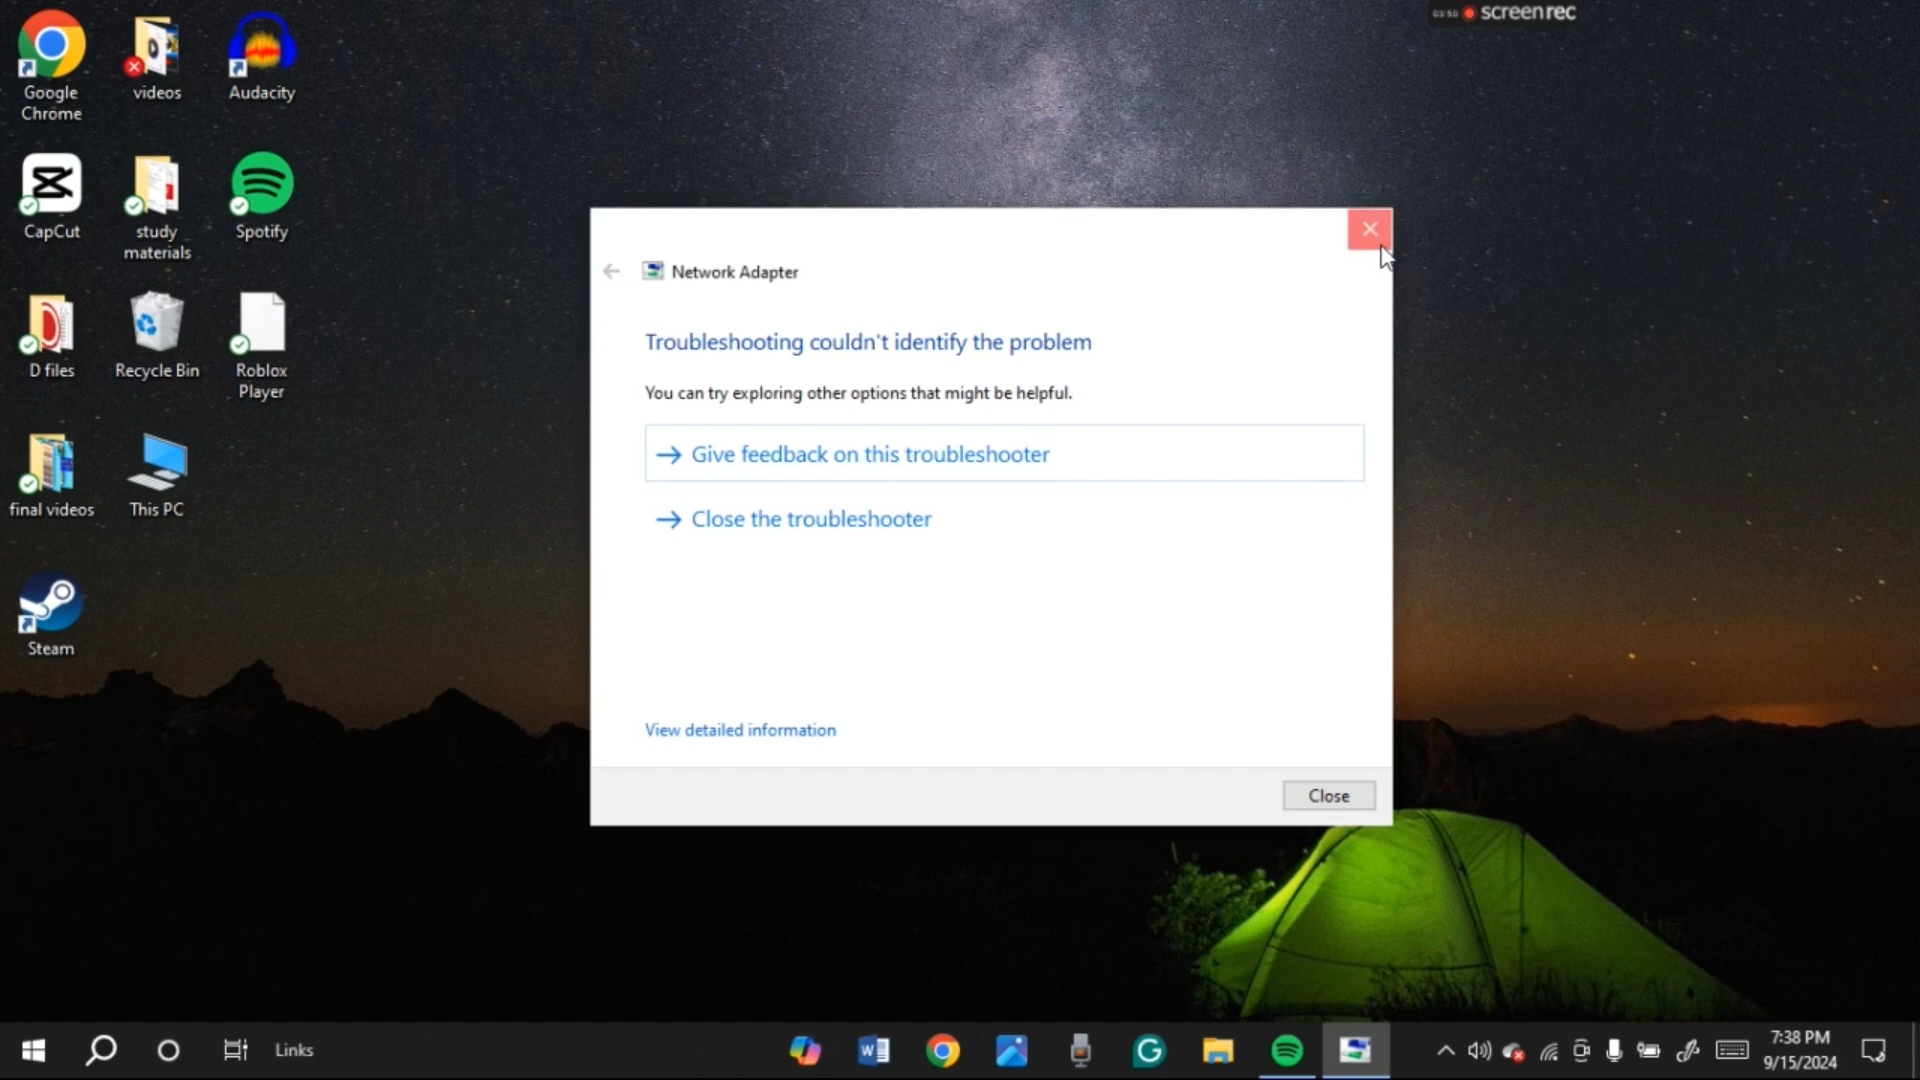 03:50 screenrec
Google
Chrome
videos
Audacity
CapCut
study
materials
Spotify
D files
Recycle Bin
Roblox
Player
final videos
This PC
Steam
Network Adapter
Troubleshooting couldn't identify the problem
You can try exploring other options that might be helpful.
Give feedback on this troubleshooter
Close the troubleshooter
View detailed information
Close
Links
7:38 PM
9/15/2024